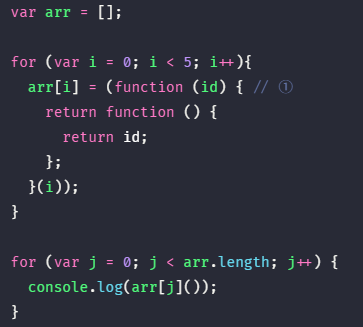 var arr = [];

for (var i = 0; i < 5; i++){
  arr[i] = (function (id) { // ①
    return function () {
      return id;
    };
  }(i));
}

for (var j = 0; j < arr.length; j++) {
  console.log(arr[j]());
}